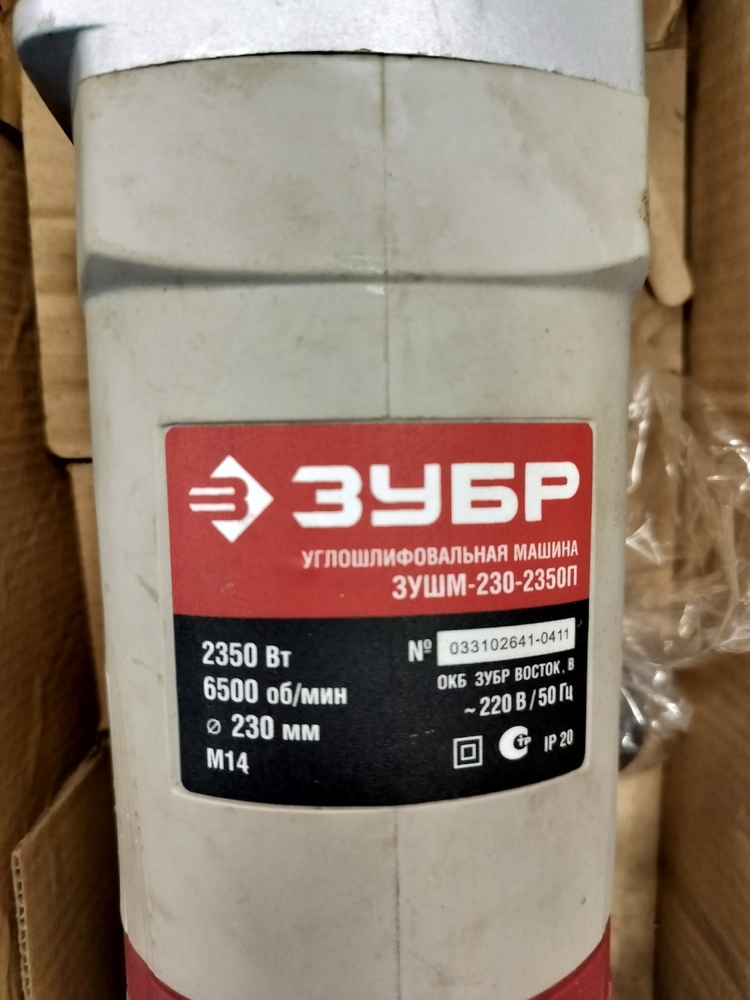 З ЗУБР
УГЛОШЛИФОВАЛЬНАЯ МАШИНА
ЗУШМ-230-2350П
2350 Вт
6500 об/мин
⌀ 230 мм
М14
№ 033102641-0411
ОКБ ЗУБР ВОСТОК, В
~ 220 В / 50 Гц
СТР IP 20